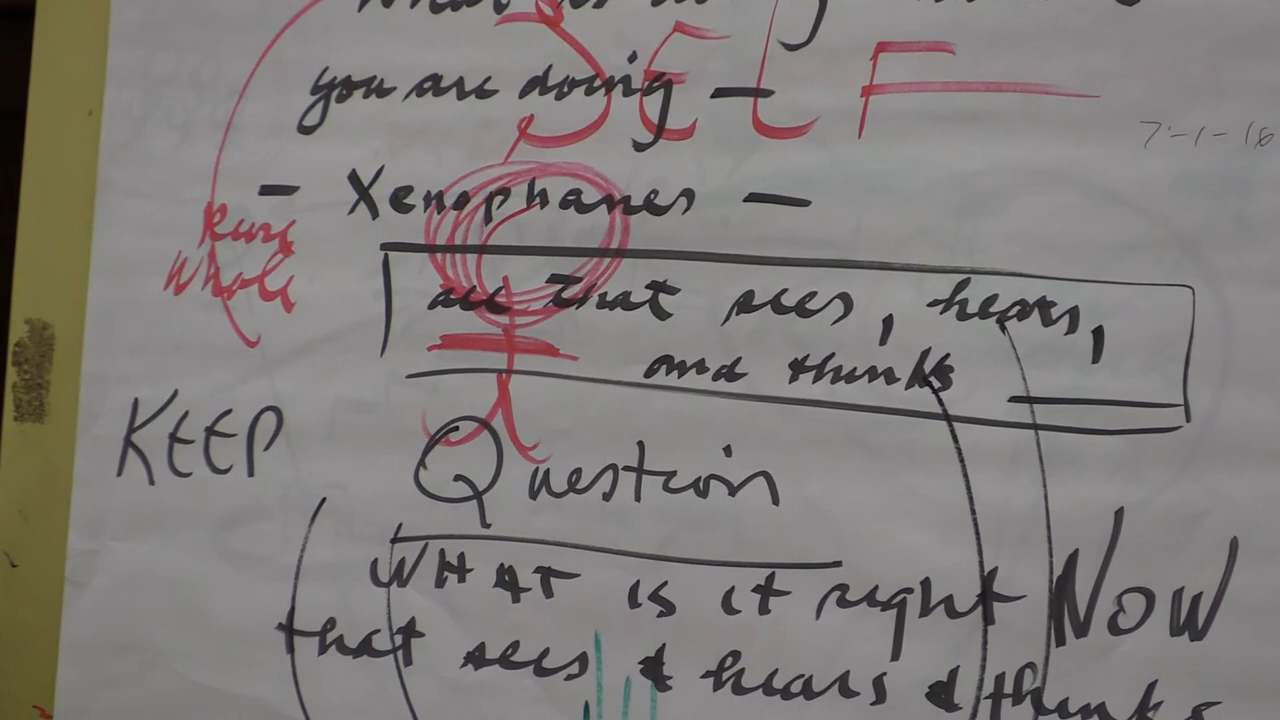 you are doing —
SELF
7-1-18
- Xenophanes —
Pure
Whole
all that sees, hears,
and thinks
KEEP
Question
WHAT is it right NOW
that sees & hears & thinks